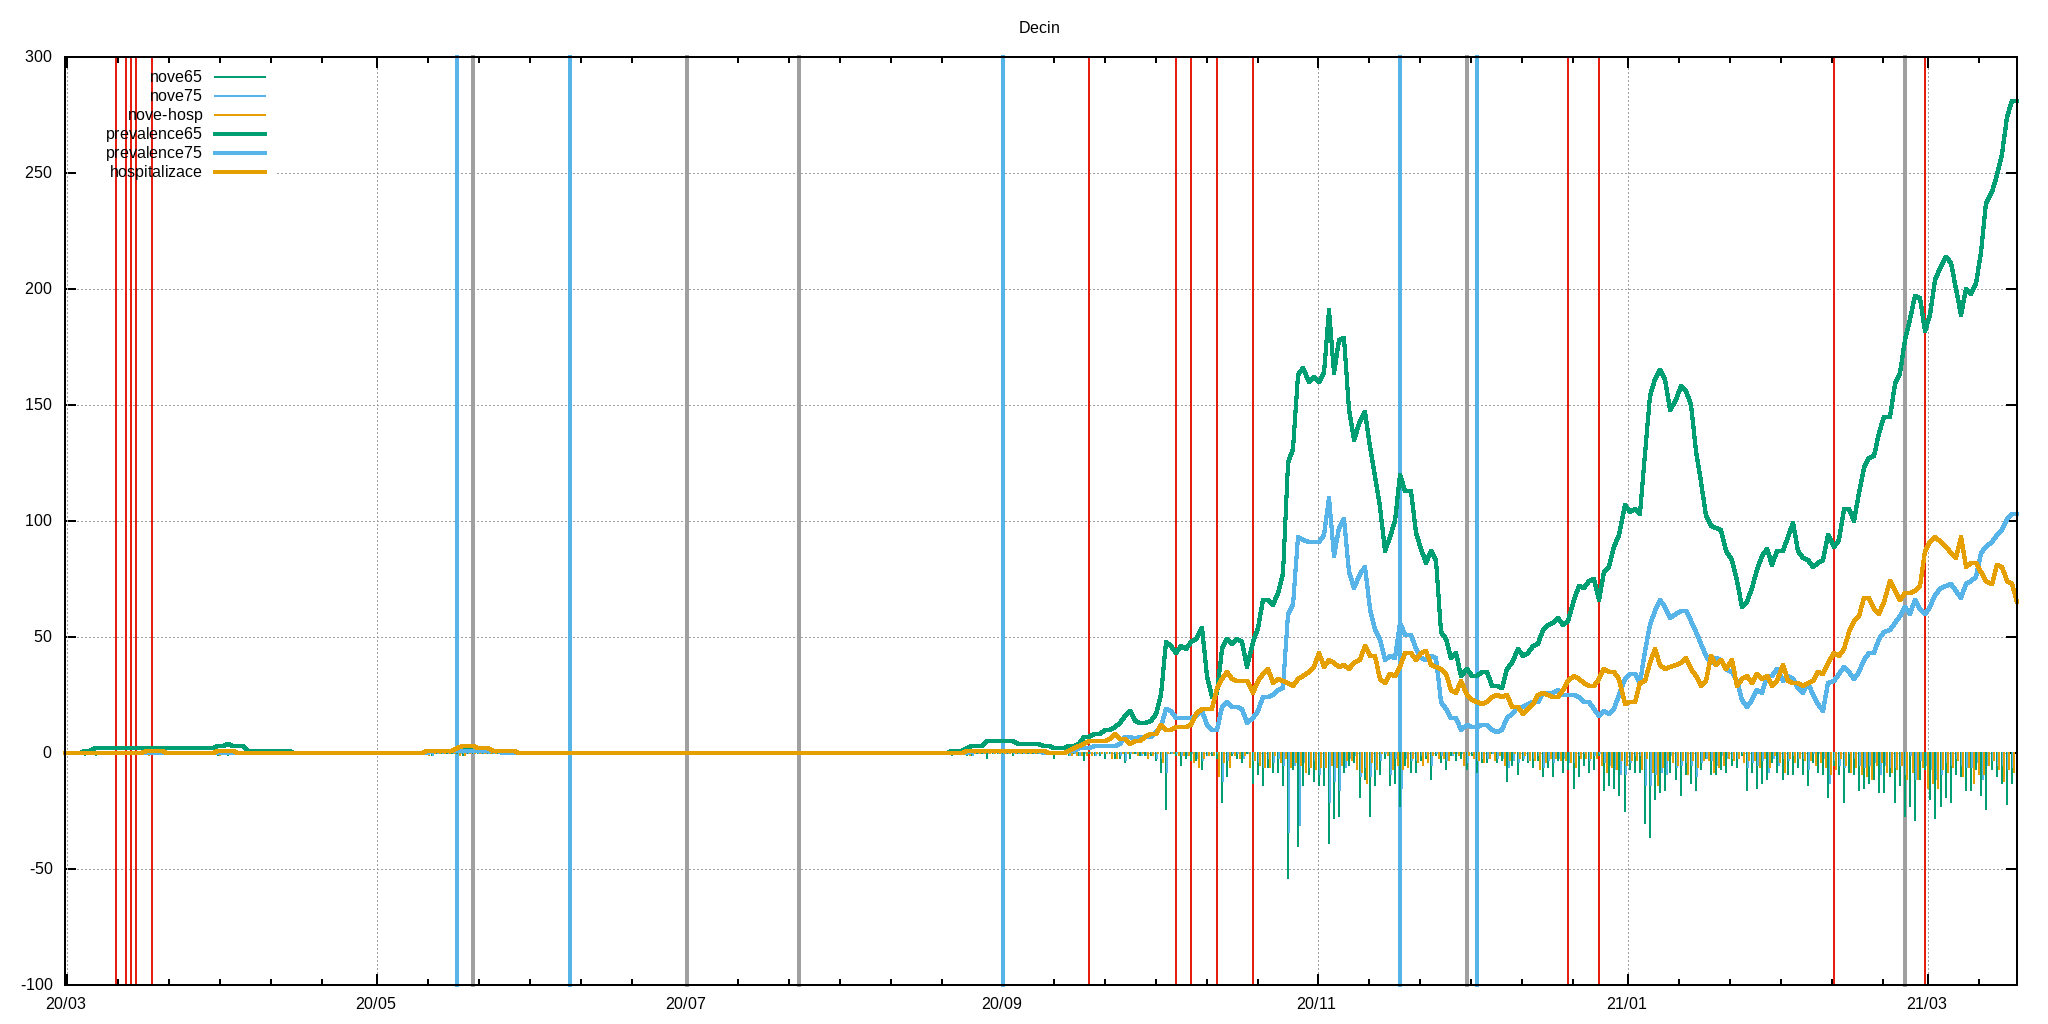 Decin
300
nove65
nove75
nove-hosp
prevalence65
prevalence75
hospitalizace
250
200
150
100
50
0
-50
-100
20/03 20/05 20/07 20/09 20/11 21/01 21/03